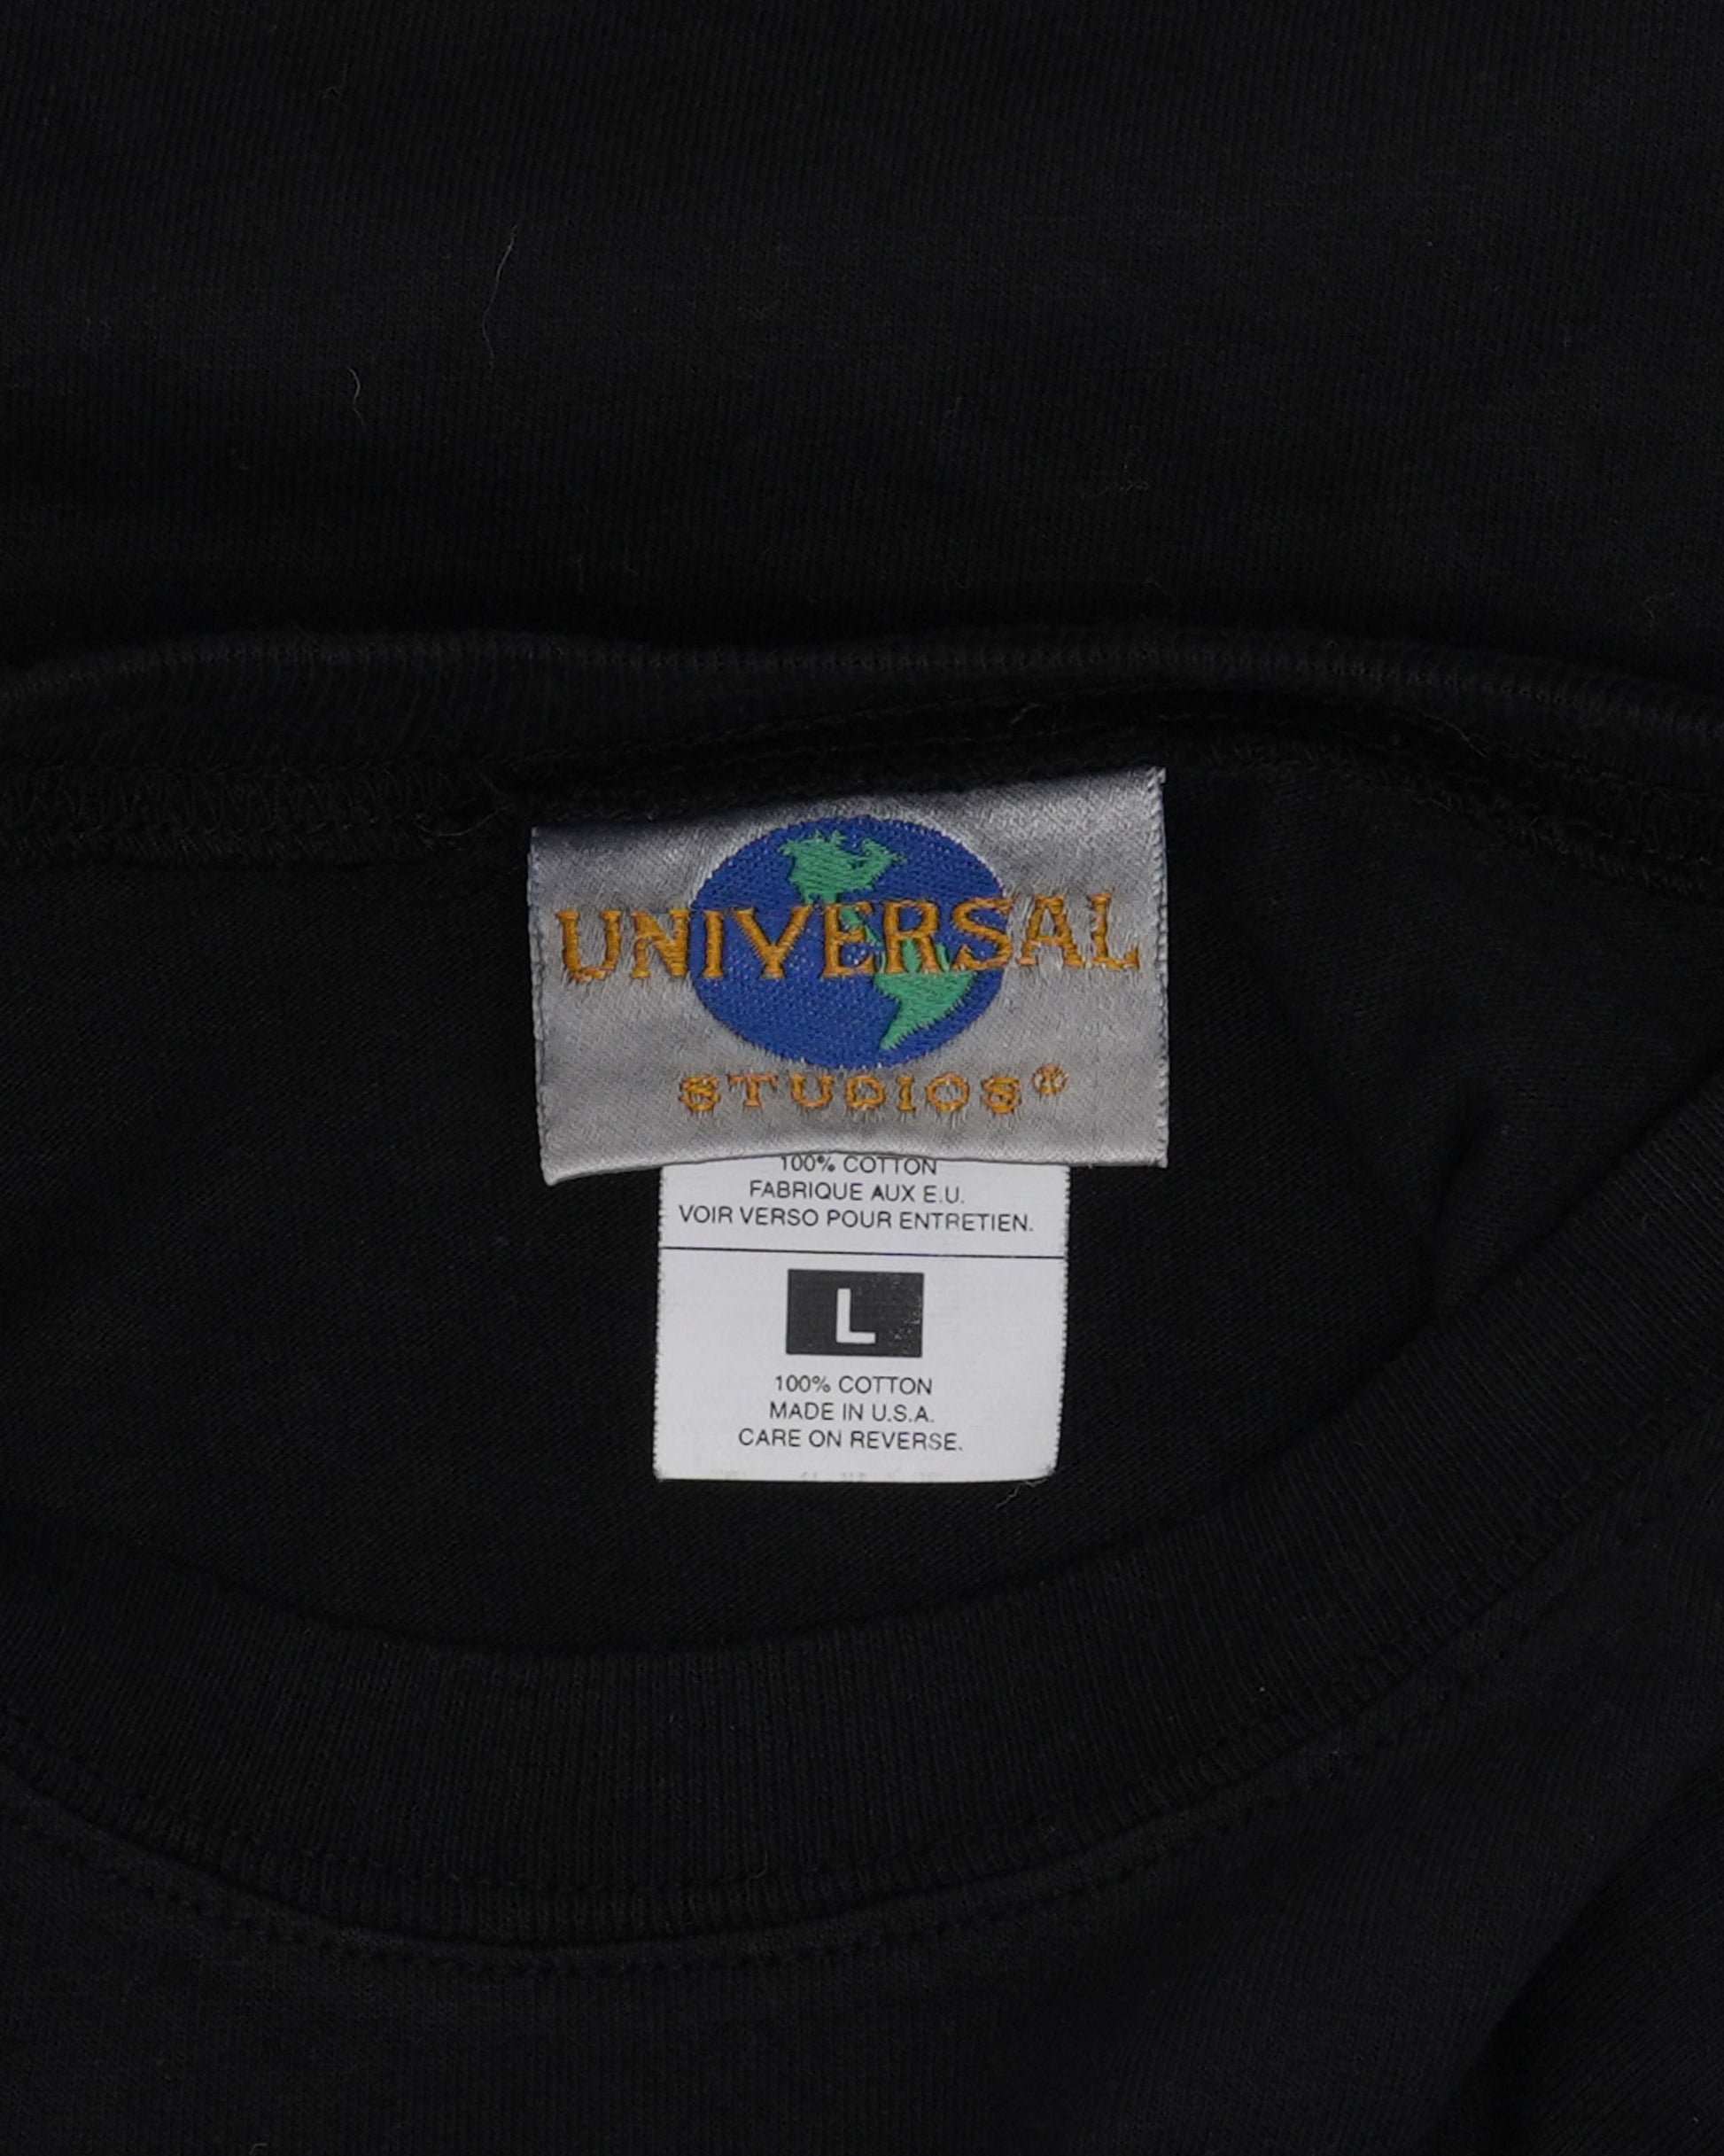 UNIVERSAL
STUDIOS®
100% COTTON
FABRIQUE AUX E.U.
VOIR VERSO POUR ENTRETIEN.
L
100% COTTON
MADE IN U.S.A.
CARE ON REVERSE.